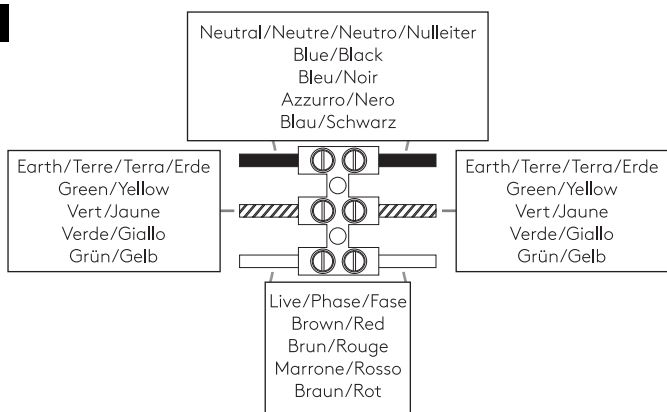 Neutral/Neutre/Neutro/Nulleiter
Blue/Black
Bleu/Noir
Azzurro/Nero
Blau/Schwarz
Earth/Terre/Terra/Erde
Green/Yellow
Vert/Jaune
Verde/Giallo
Grün/Gelb
Earth/Terre/Terra/Erde
Green/Yellow
Vert/Jaune
Verde/Giallo
Grün/Gelb
Live/Phase/Fase
Brown/Red
Brun/Rouge
Marrone/Rosso
Braun/Rot